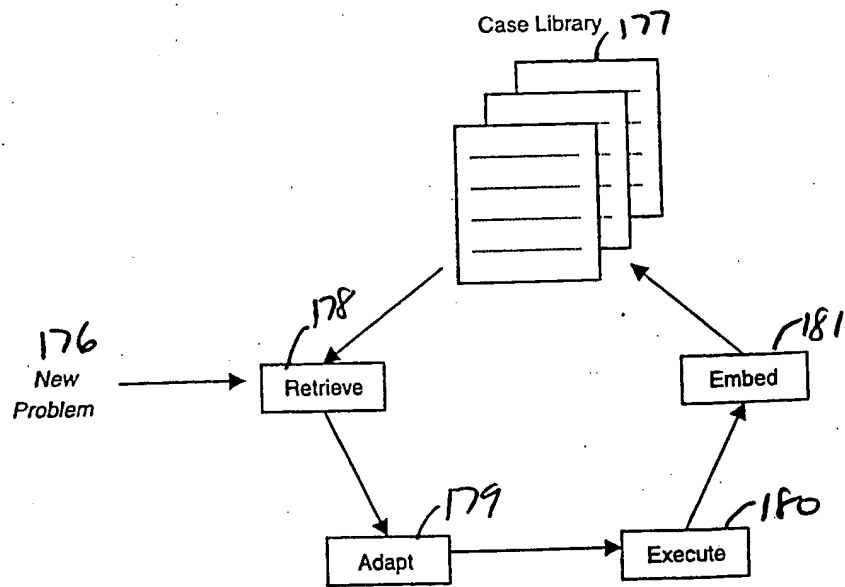 Case Library
177
178
176
New
Problem
Retrieve
181
Embed
179
Adapt
180
Execute